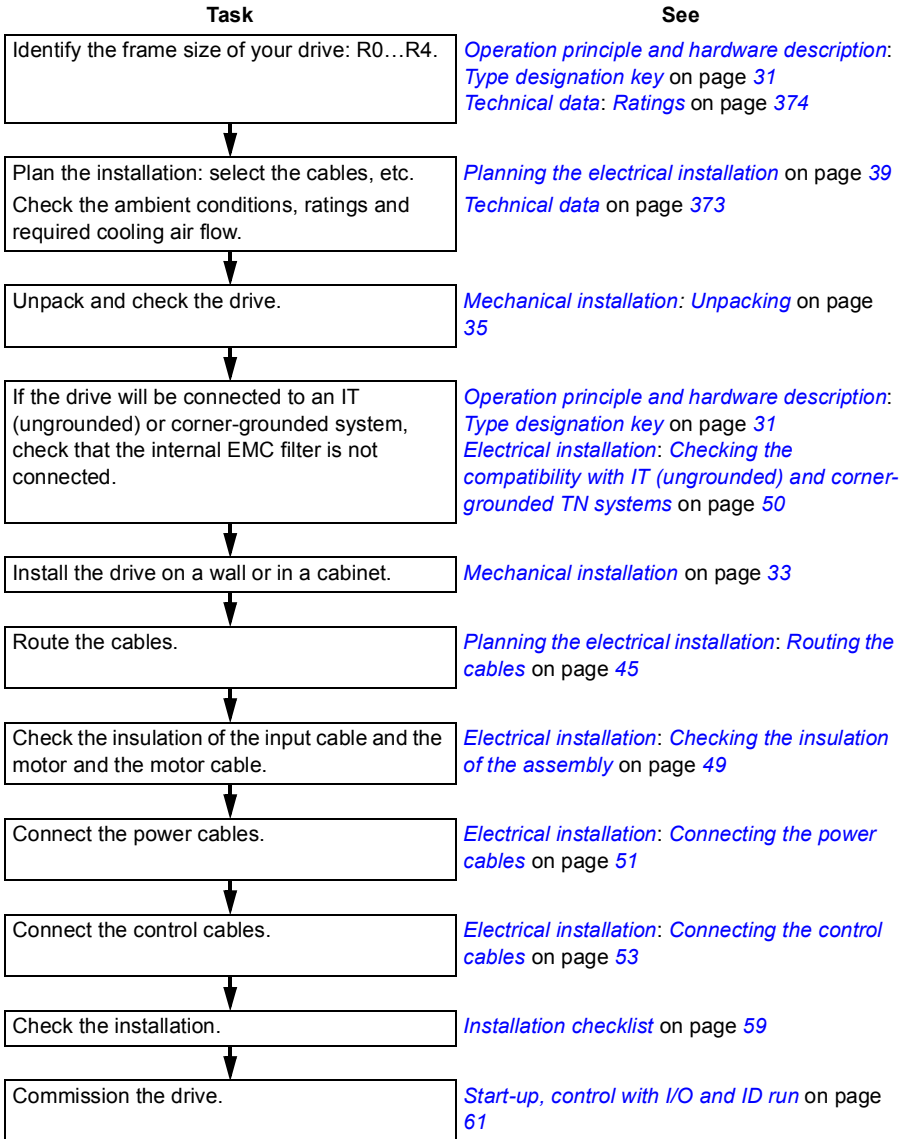 Task
See
Identify the frame size of your drive: R0…R4.
Operation principle and hardware description:
Type designation key on page 31
Technical data: Ratings on page 374
Plan the installation: select the cables, etc.
Check the ambient conditions, ratings and
required cooling air flow.
Planning the electrical installation on page 39
Technical data on page 373
Unpack and check the drive.
Mechanical installation: Unpacking on page
35
If the drive will be connected to an IT
(ungrounded) or corner-grounded system,
check that the internal EMC filter is not
connected.
Operation principle and hardware description:
Type designation key on page 31
Electrical installation: Checking the
compatibility with IT (ungrounded) and corner-
grounded TN systems on page 50
Install the drive on a wall or in a cabinet.
Mechanical installation on page 33
Route the cables.
Planning the electrical installation: Routing the
cables on page 45
Check the insulation of the input cable and the
motor and the motor cable.
Electrical installation: Checking the insulation
of the assembly on page 49
Connect the power cables.
Electrical installation: Connecting the power
cables on page 51
Connect the control cables.
Electrical installation: Connecting the control
cables on page 53
Check the installation.
Installation checklist on page 59
Commission the drive.
Start-up, control with I/O and ID run on page
61